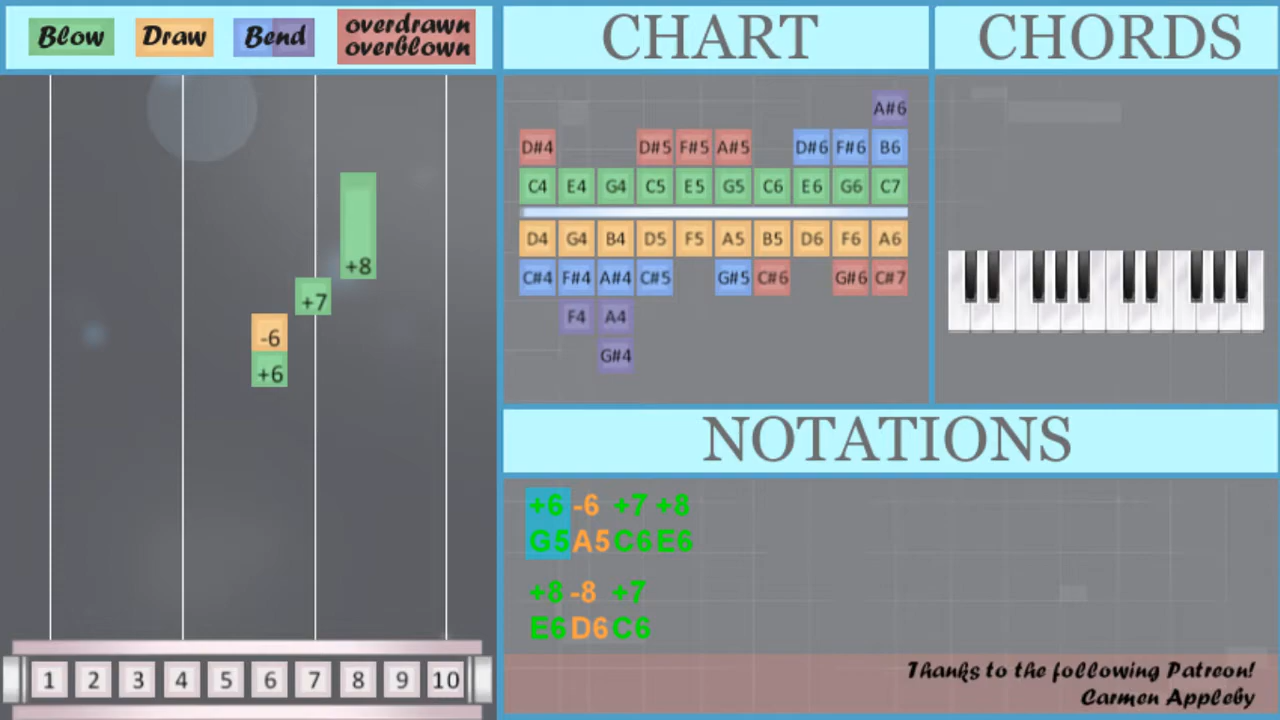 Blow Draw Bend overdrawn
overblown
CHART
CHORDS
+8
+7
-6
+6
A#6
D#4 D#5 F#5 A#5 D#6 F#6 B6
C4 E4 G4 C5 E5 G5 C6 E6 G6 C7
D4 G4 B4 D5 F5 A5 B5 D6 F6 A6
C#4 F#4 A#4 C#5 G#5 C#6 G#6 C#7
F4 A4
G#4
NOTATIONS
+6 -6 +7 +8
G5 A5 C6 E6
+8 -8 +7
E6 D6 C6
Thanks to the following Patreon!
Carmen Appleby
1 2 3 4 5 6 7 8 9 10